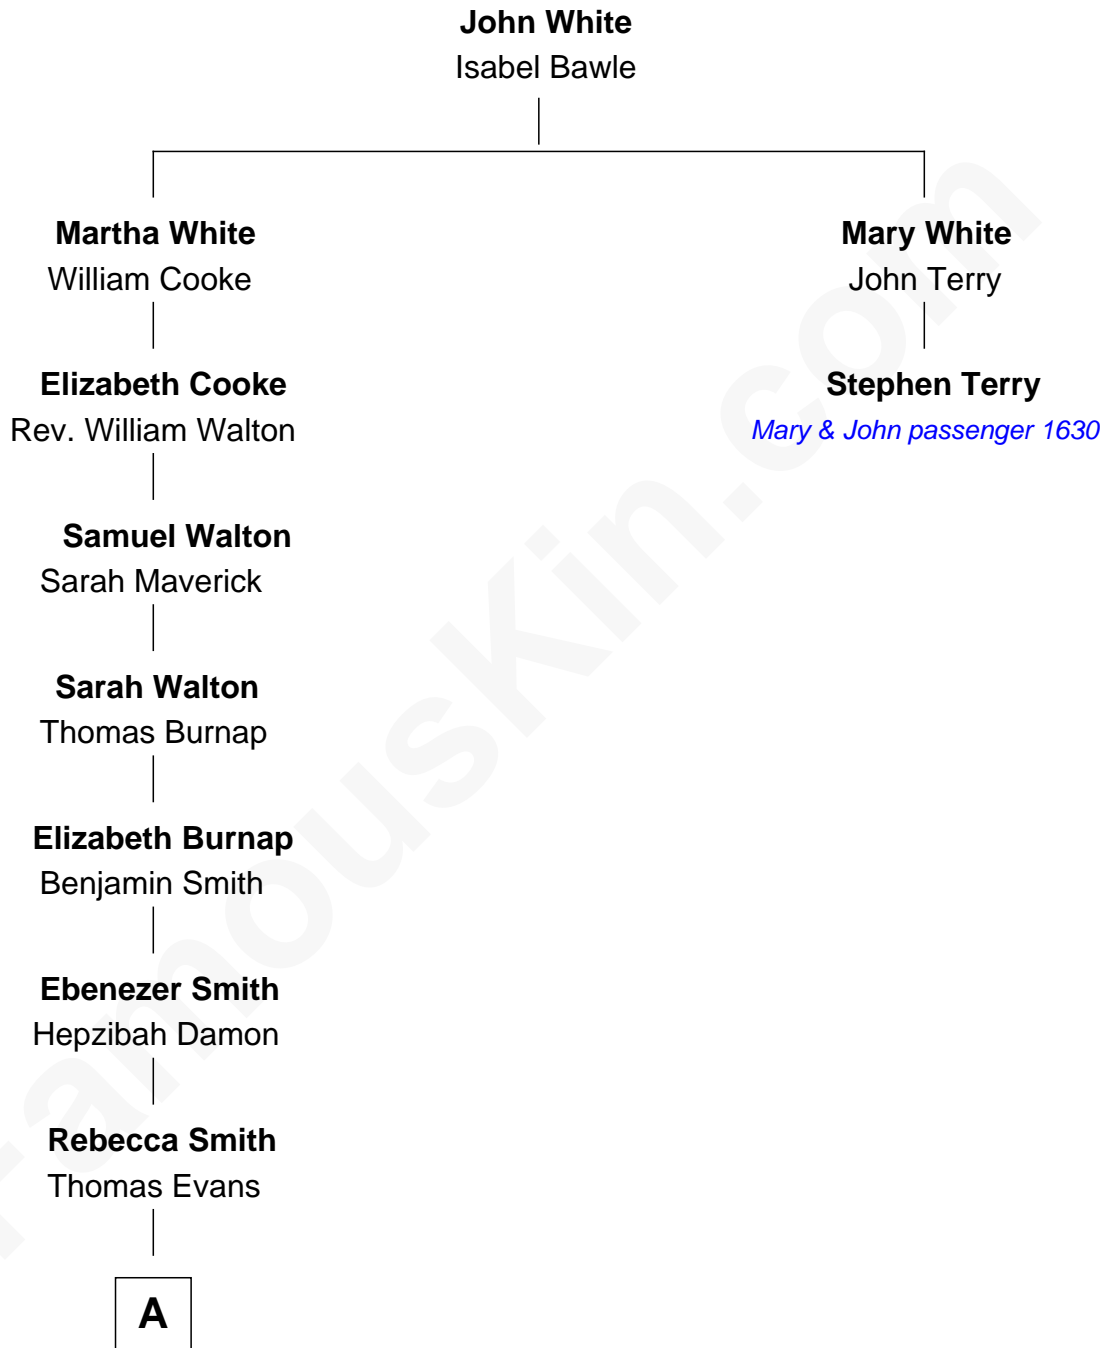 John White
Isabel Bawle
Martha White
William Cooke
Mary White
John Terry
Elizabeth Cooke
Rev. William Walton
Stephen Terry
Mary & John passenger 1630
Samuel Walton
Sarah Maverick
Sarah Walton
Thomas Burnap
Elizabeth Burnap
Benjamin Smith
Ebenezer Smith
Hepzibah Damon
Rebecca Smith
Thomas Evans
A
FamousKin.com